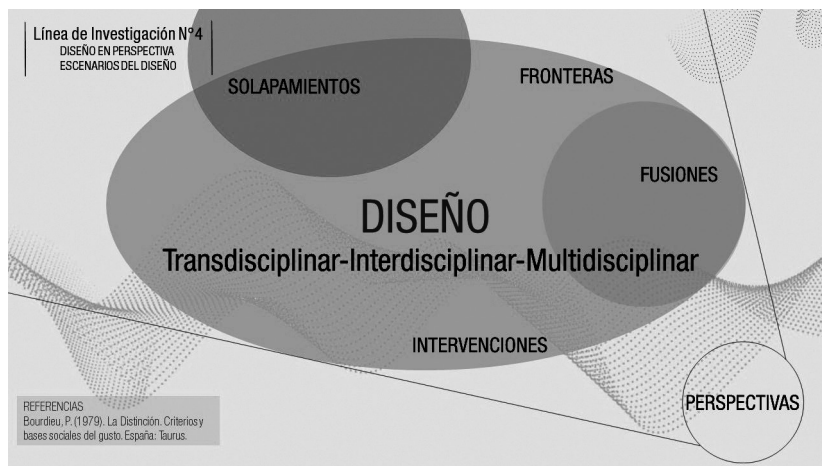 Línea de Investigación N°4
DISEÑO EN PERSPECTIVA
ESCENARIOS DEL DISEÑO
SOLAPAMIENTOS
FRONTERAS
FUSIONES
DISEÑO
Transdisciplinar-Interdisciplinar-Multidisciplinar
INTERVENCIONES
PERSPECTIVAS
REFERENCIAS
Bourdieu, P. (1979). La Distinción. Criterios y
bases sociales del gusto. España: Taurus.